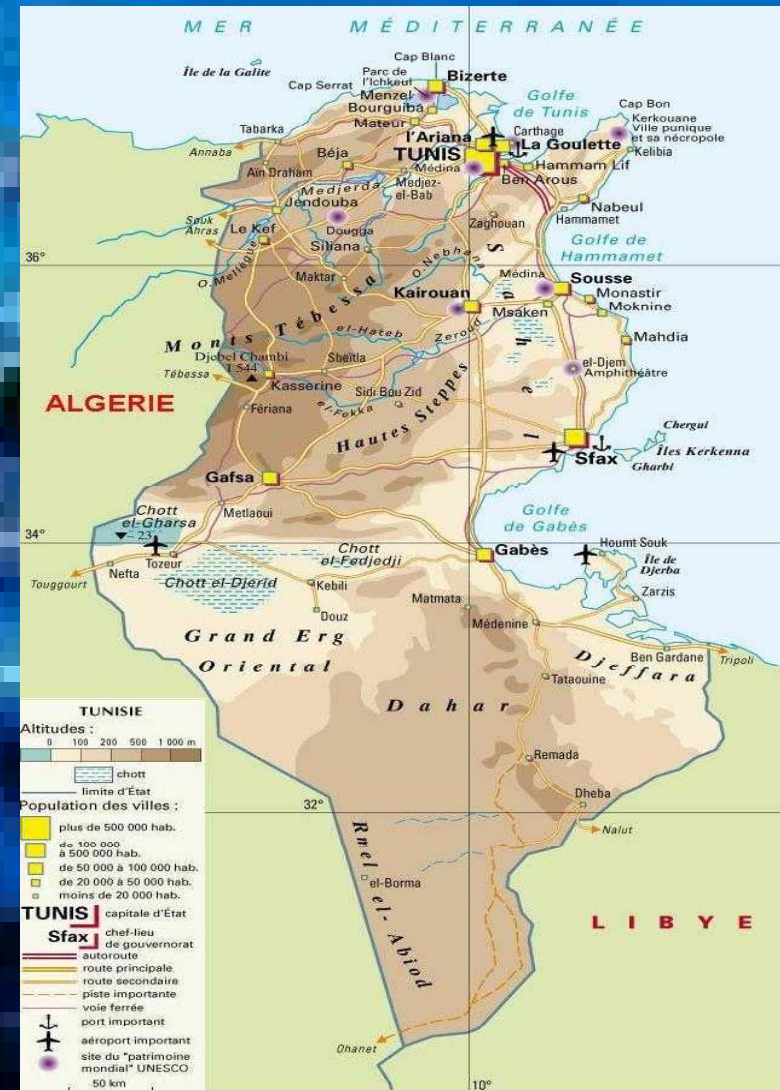 MER MÉDITERRANÉE
Cap Blanc
Île de la Galite
Parc de
l'Ichkeul
Bizerte
Cap Serrat
Menzel
Bourguiba
Golfe
de Tunis
Cap Bon
Mateur
Kerkouane
Ville punique
et sa nécropole
Tabarka
l'Ariana
Carthage
La Goulette
Annaba
Béja
TUNIS
Kelibia
Aïn Draham
Médina
Hammam Lif
Medjerda
Medjez-
el-Bab
Ben Arous
Jendouba
Nabeul
Souk
Ahras
Le Kef
Dougga
Zaghouan
Hammamet
Siliana
Golfe de
Hammamet
36°
O.Mellègue
Maktar
O.Nebhana
Médina
Sousse
Kairouan
Monastir
Msaken
Moknine
Sahel
Monts Tébessa
el-Hateb
Zeroud
Mahdia
Djebel Chambi
1 544
Sbeïtla
el-Djem
Amphithéâtre
Tébessa
Kasserine
Sidi Bou Zid
ALGERIE
Fériana
el-Fekka
Hautes Steppes
Chergui
Îles Kerkenna
Sfax
Gharbi
Gafsa
Chott
el-Gharsa
Metlaoui
Golfe
de Gabès
34°
- 23
Houmt Souk
Tozeur
Chott
el-Fedjedji
Gabès
Île de
Djerba
Nefta
Touggourt
Chott el-Djerid
Kebili
Zarzis
Matmata
Douz
Médenine
Grand Erg
Oriental
Ben Gardane
Tripoli
Djeffara
Tataouine
Dahar
TUNISIE
Altitudes :
0 100 200 500 1 000 m
Remada
chott
limite d'État
Dheba
32°
Population des villes :
plus de 500 000 hab.
Nalut
de 100 000
à 500 000 hab.
de 50 000 à 100 000 hab.
de 20 000 à 50 000 hab.
moins de 20 000 hab.
Rmel el-Abiod
el-Borma
TUNIS capitale d'État
LIBYE
Sfax chef-lieu
de gouvernorat
autoroute
route principale
route secondaire
piste importante
voie ferrée
port important
aéroport important
site du "patrimoine
mondial" UNESCO
Dhanet
50 km
10°